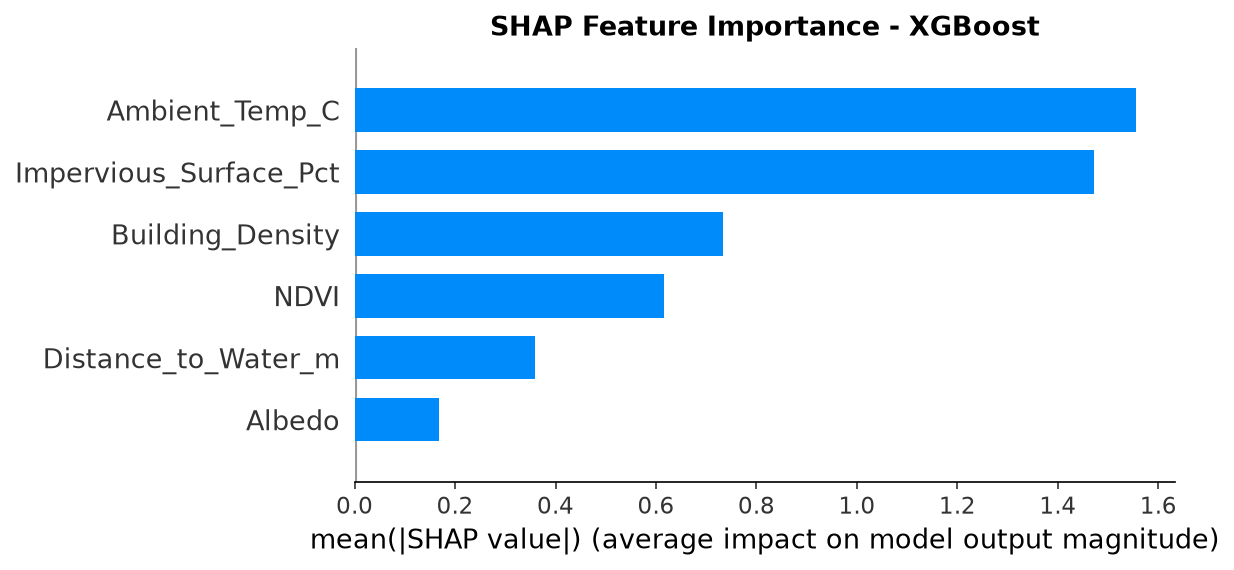 SHAP Feature Importance - XGBoost
Ambient_Temp_C
Impervious_Surface_Pct
Building_Density
NDVI
Distance_to_Water_m
Albedo
0.0 0.2 0.4 0.6 0.8 1.0 1.2 1.4 1.6
mean(|SHAP value|) (average impact on model output magnitude)